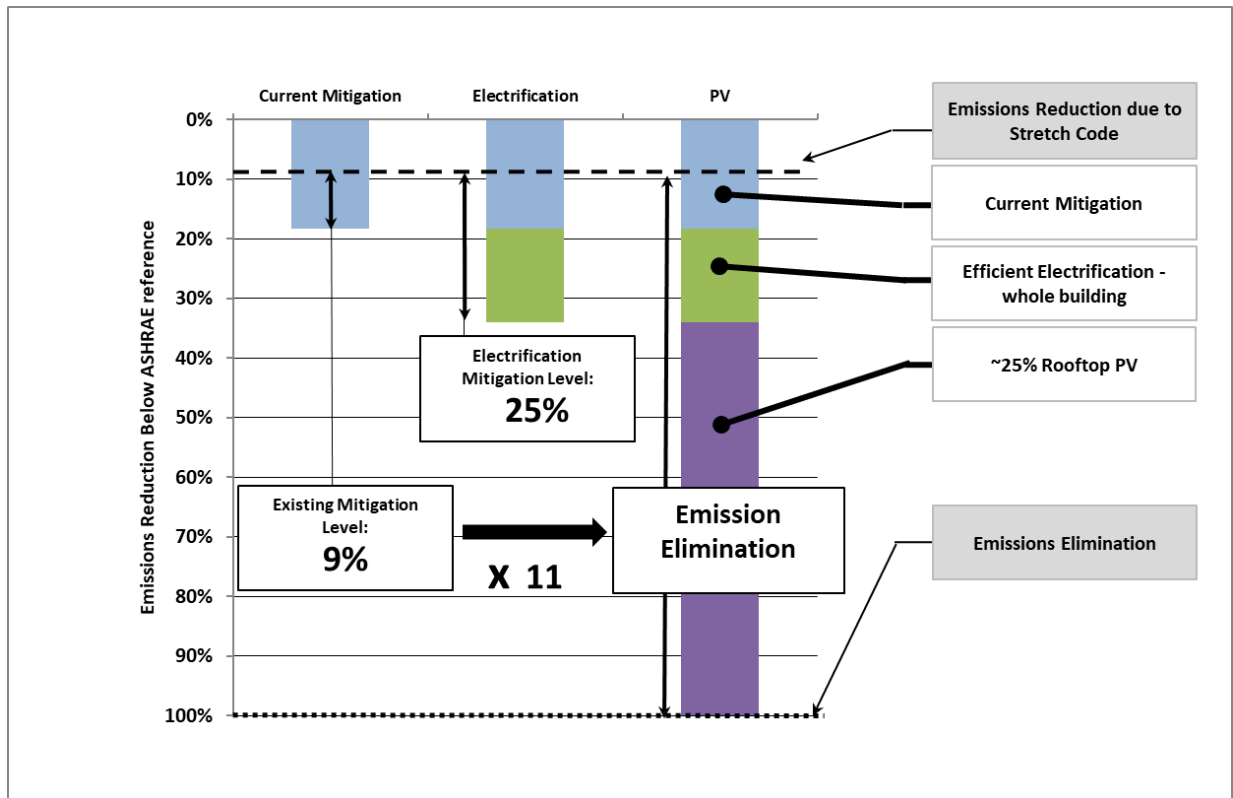 Current Mitigation
Electrification
PV
Emissions Reduction Below ASHRAE reference
0%
10%
20%
30%
40%
50%
60%
70%
80%
90%
100%
Electrification
Mitigation Level:
25%
Existing Mitigation
Level:
9%
X 11
Emission
Elimination
Emissions Reduction due to
Stretch Code
Current Mitigation
Efficient Electrification -
whole building
~25% Rooftop PV
Emissions Elimination